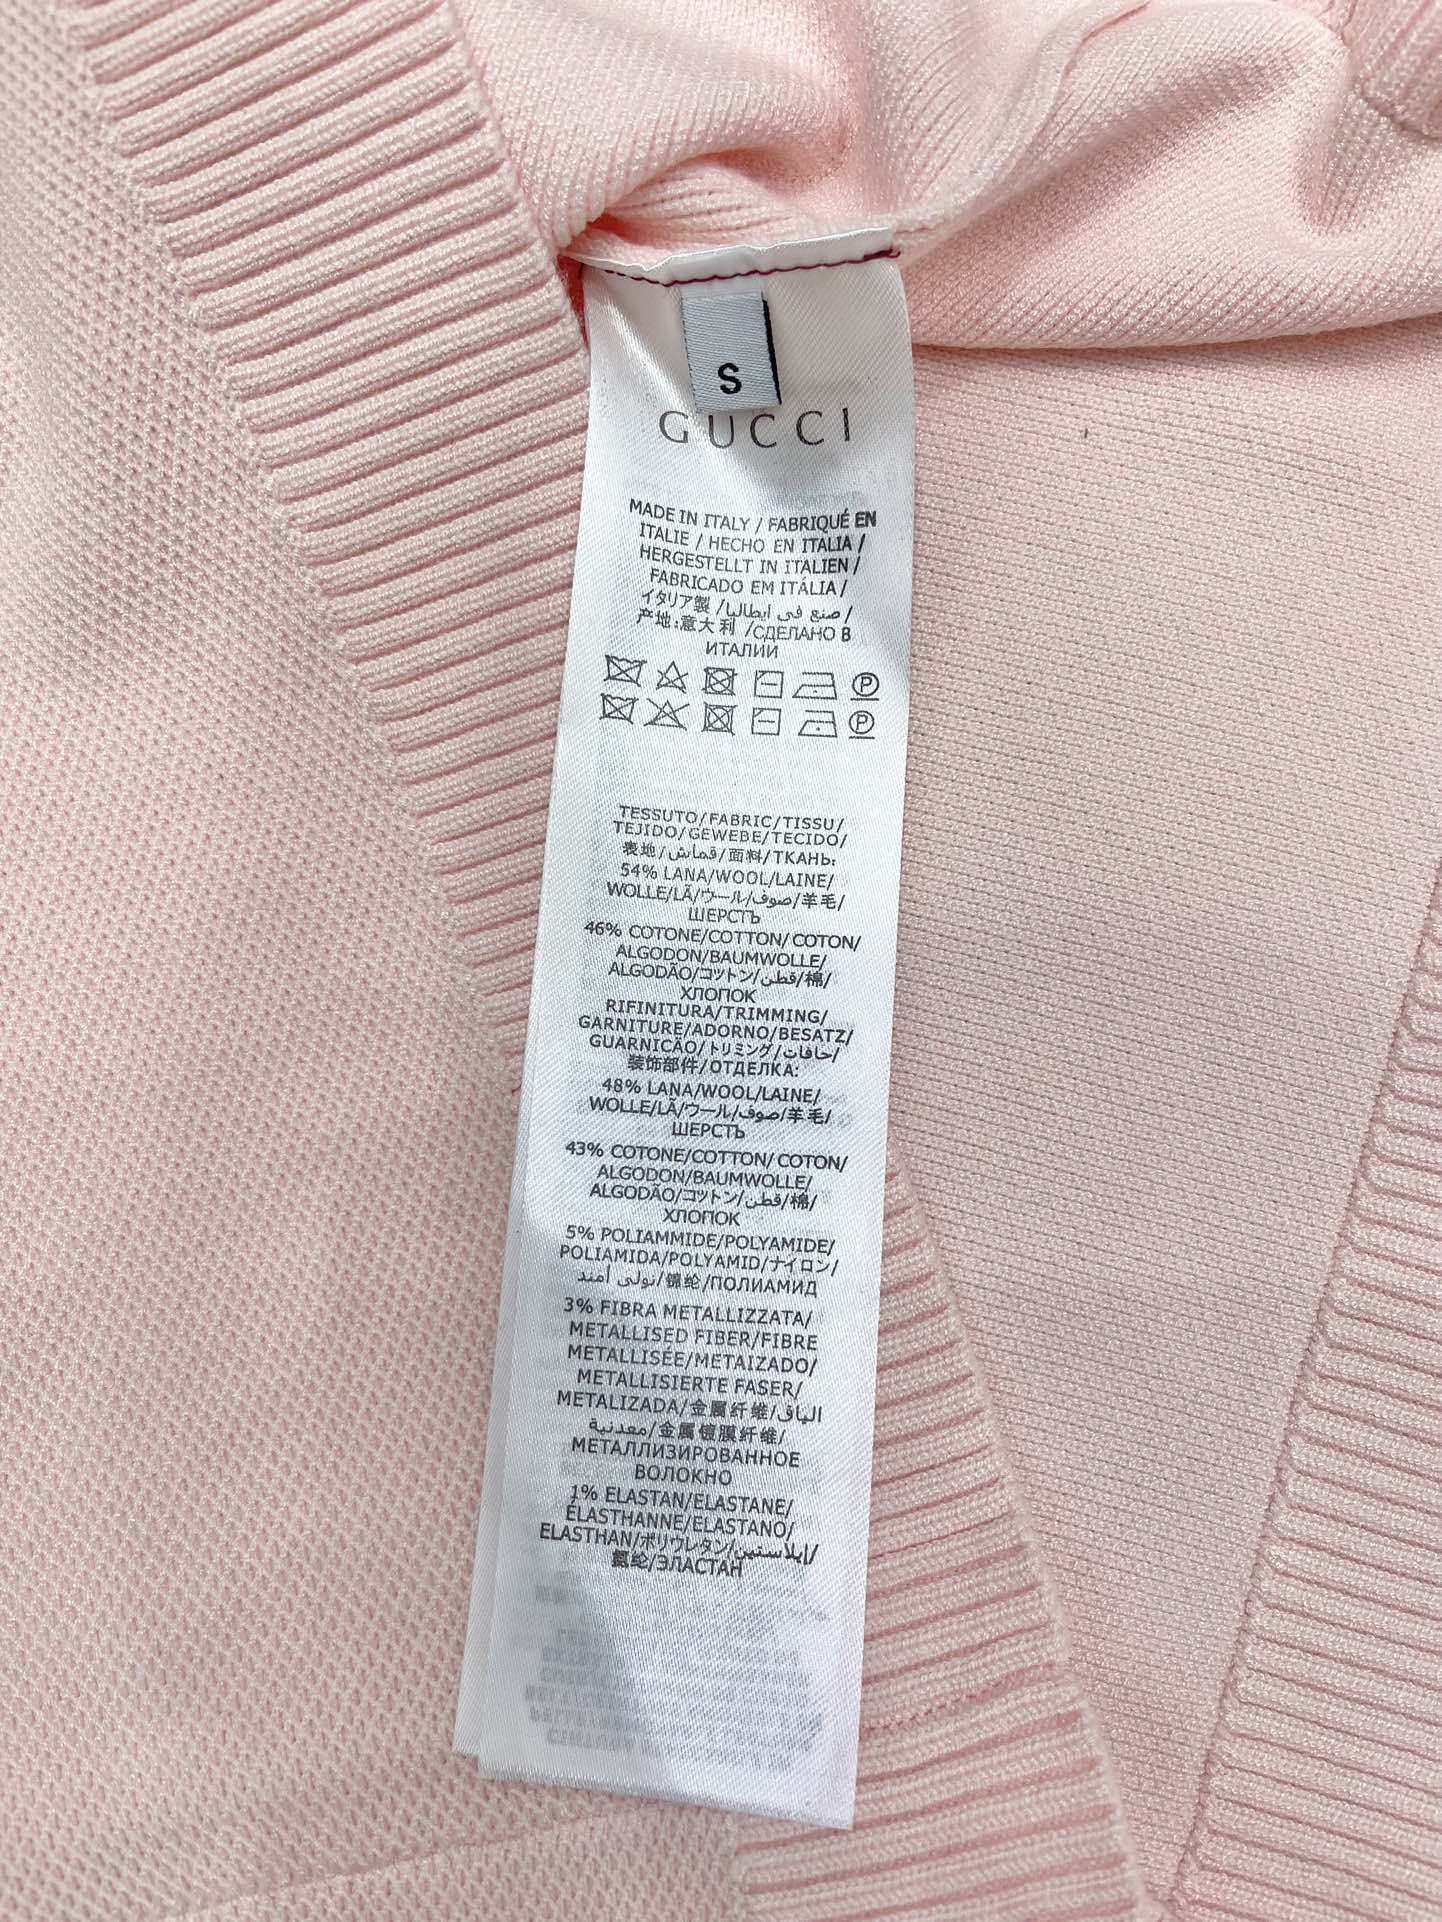 S
GUCCI
MADE IN ITALY / FABRIQUÉ EN
ITALIE / HECHO EN ITALIA /
HERGESTELLT IN ITALIEN /
FABRICADO EM ITÁLIA /
イタリア製 / صنع في ايطاليا /
产地:意大利 /СДЕЛАНО В
ИТАЛИИ
P
P
TESSUTO/FABRIC/TISSU/
TEJIDO/GEWEBE/TECIDO/
表地/قماش/面料/ТКАНЬ:
54% LANA/WOOL/LAINE/
WOLLE/LÃ/ウール/صوف/羊毛/
ШЕРСТЬ
46% COTONE/COTTON/COTON/
ALGODON/BAUMWOLLE/
ALGODÃO/コットン/قطن/棉/
ХЛОПОК
RIFINITURA/TRIMMING/
GARNITURE/ADORNO/BESATZ/
GUARNICÃO/トリミング/حافات/
装饰部件/ОТДЕЛКА:
48% LANA/WOOL/LAINE/
WOLLE/LÃ/ウール/صوف/羊毛/
ШЕРСТЬ
43% COTONE/COTTON/COTON/
ALGODON/BAUMWOLLE/
ALGODÃO/コットン/قطن/棉/
ХЛОПОК
5% POLIAMMIDE/POLYAMIDE/
POLIAMIDA/POLYAMID/ナイロン/
نولى أمند/锦纶/ПОЛИАМИД
3% FIBRA METALLIZZATA/
METALLISED FIBER/FIBRE
METALLISÉE/METAIZADO/
METALLISIERTE FASER/
METALIZADA/金属纤维/الياق
معدنية/金属镀膜纤维/
МЕТАЛЛИЗИРОВАННОЕ
ВОЛОКНО
1% ELASTAN/ELASTANE/
ÉLASTHANNE/ELASTANO/
ELASTHAN/ポリウレタン/إيلاستين/
氨纶/ЭЛАСТАН